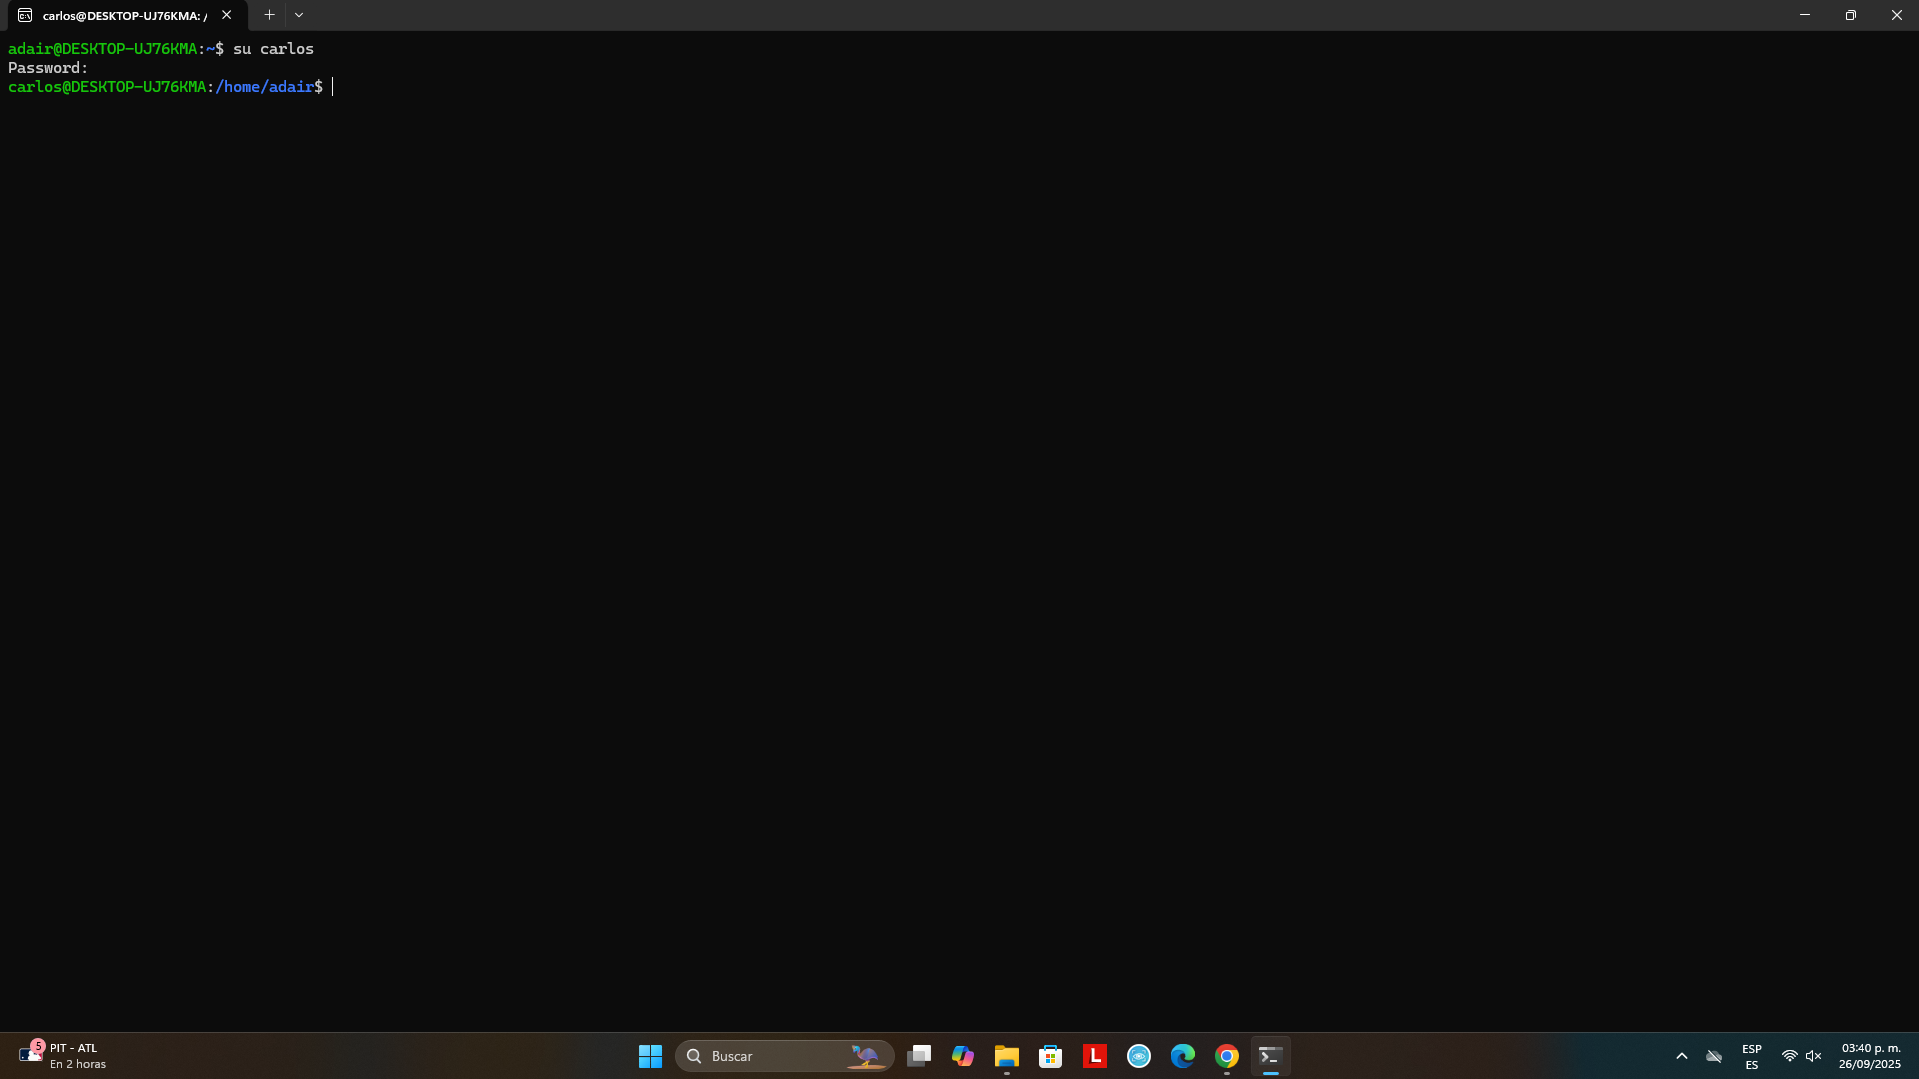 carlos@DESKTOP-UJ76KMA: /
adair@DESKTOP-UJ76KMA:~$ su carlos
Password:
carlos@DESKTOP-UJ76KMA:/home/adair$
5
PIT - ATL
En 2 horas
Buscar
L
ESP
ES
03:40 p. m.
26/09/2025